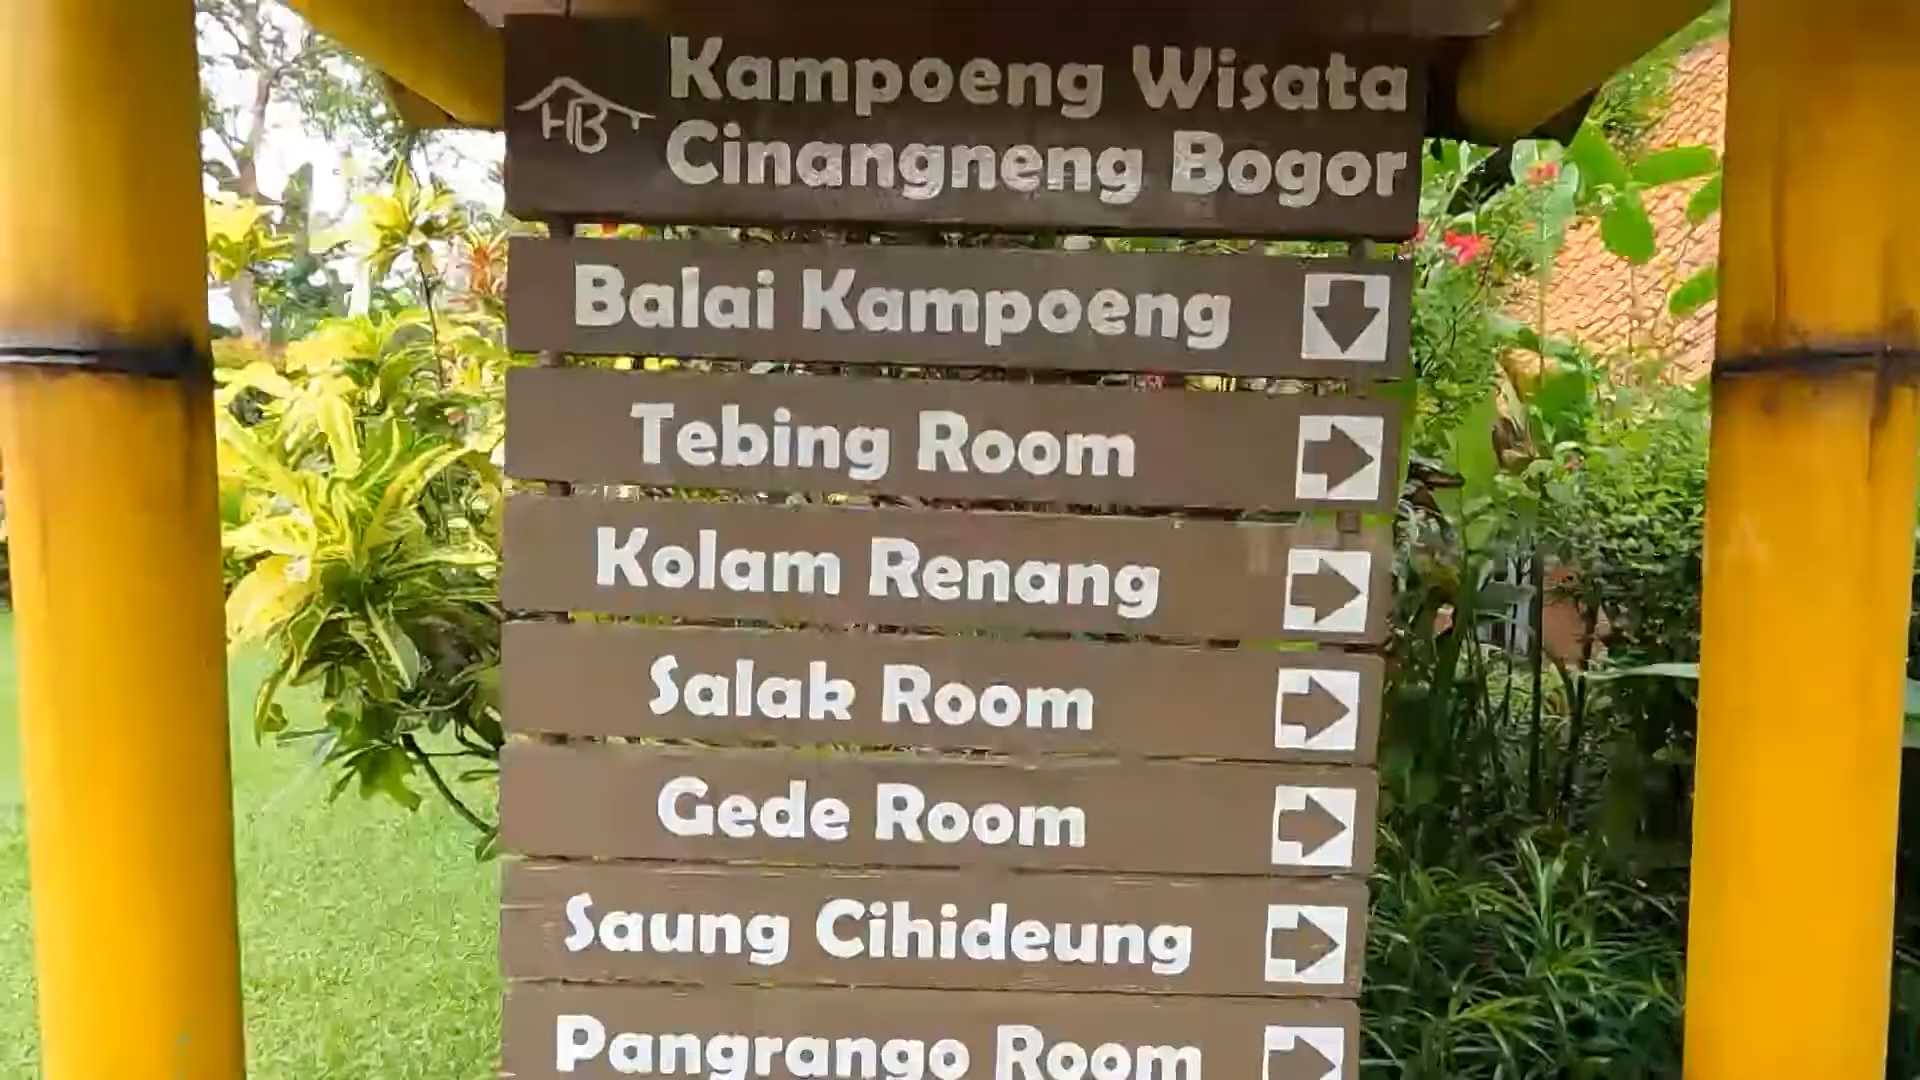 HB
Kampoeng Wisata
Cinangneng Bogor
Balai Kampoeng
Tebing Room
Kolam Renang
Salak Room
Gede Room
Saung Cihideung
Pangrango Room